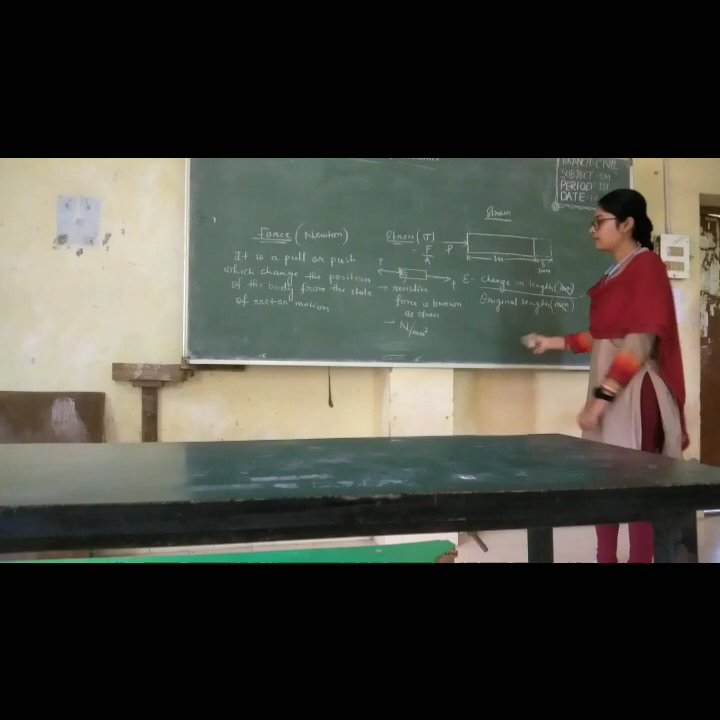 BRANCH-CIVIL
SUBJECT-BM
PERIOD-1ST
DATE
Force (Newton)
It is a pull or push
which change the position
of the body from the state
of rest or motion
Stress (σ)
= F/A
P
P
P
→ resistive
force is known
as stress
→ N/mm²
Strain
1m
1mm
E = change in length (mm)
Original length (mm)